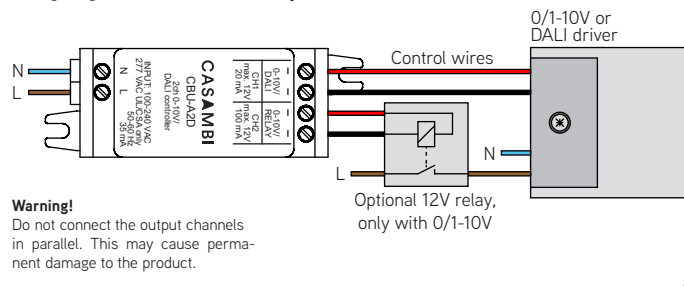 0/1-10V or
DALI driver
Control wires
N
L
N
L
INPUT: 100-240 VAC
277 VAC UL/CSA only
50-60 Hz
35 mA
CASAMBI
CBU-A2D
2ch 0-10V/
DALI controller
0-10V/
DALI
CH1
max. 12V
20 mA
0-10V/
RELAY
CH2
max. 12V
100 mA
N
L
Optional 12V relay,
only with 0/1-10V
Warning!
Do not connect the output channels
in parallel. This may cause perma-
nent damage to the product.